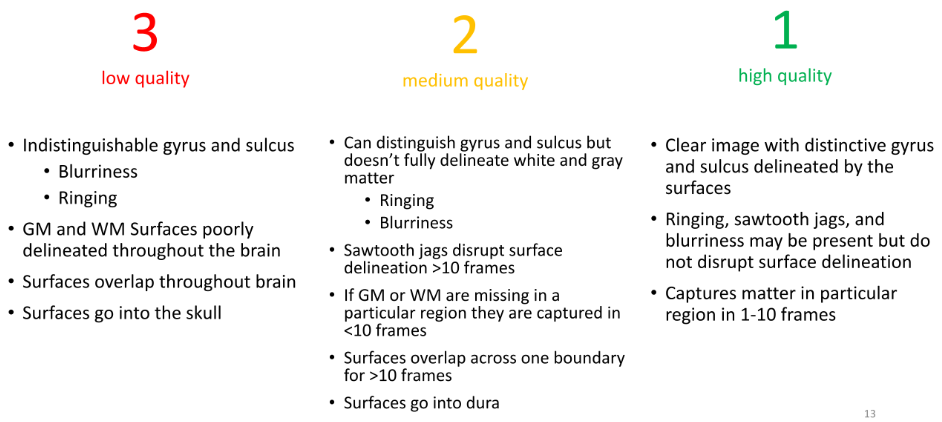 3
low quality
• Indistinguishable gyrus and sulcus
• Blurriness
• Ringing
• GM and WM Surfaces poorly
delineated throughout the brain
• Surfaces overlap throughout brain
• Surfaces go into the skull
2
medium quality
• Can distinguish gyrus and sulcus but
doesn’t fully delineate white and gray
matter
• Ringing
• Blurriness
• Sawtooth jags disrupt surface
delineation >10 frames
• If GM or WM are missing in a
particular region they are captured in
<10 frames
• Surfaces overlap across one boundary
for >10 frames
• Surfaces go into dura
1
high quality
• Clear image with distinctive gyrus
and sulcus delineated by the
surfaces
• Ringing, sawtooth jags, and
blurriness may be present but do
not disrupt surface delineation
• Captures matter in particular
region in 1-10 frames
13